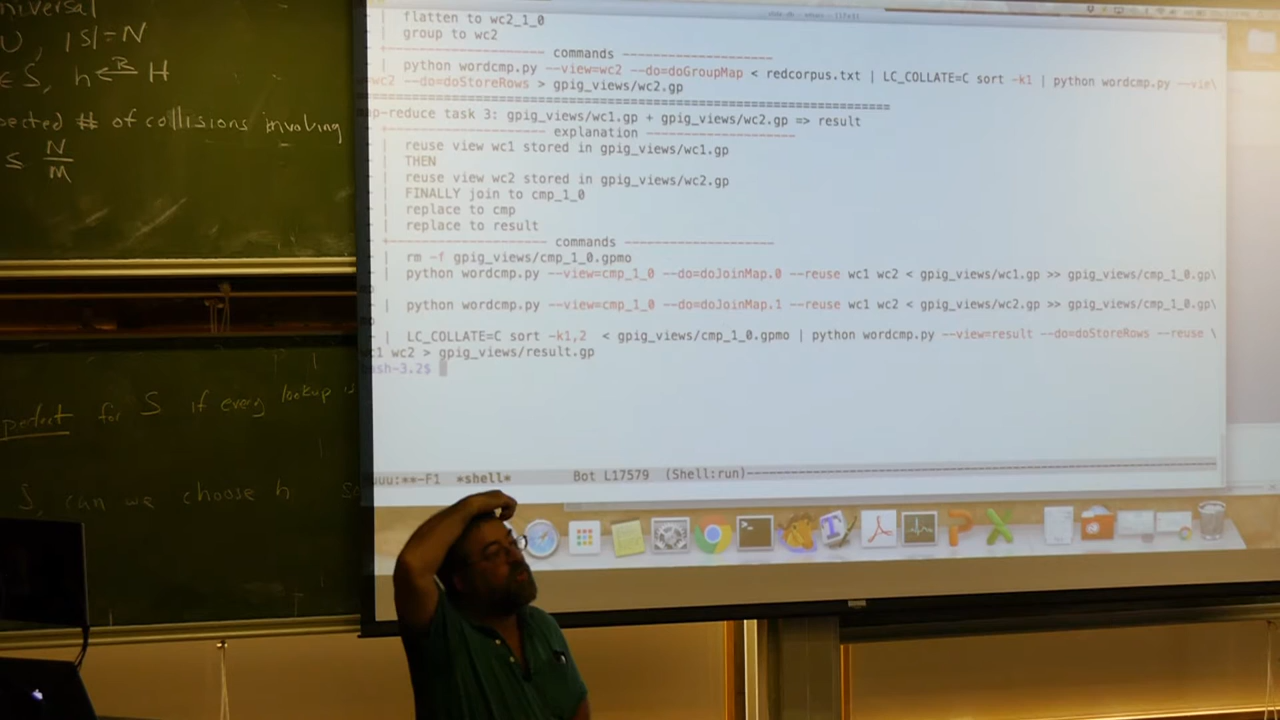 niversal
U, |S|=N
∈ S, h ←R H
pected # of collisions involving
≤ N/M
perfect for S if every lookup is
S, can we choose h
| flatten to wc2_1_0
| group to wc2
+-------------------- commands --------------------
| python wordcmp.py --view=wc2 --do=doGroupMap < redcorpus.txt | LC_COLLATE=C sort -k1 | python wordcmp.py --vie\
wc2 --do=doStoreRows > gpig_views/wc2.gp
======================================================================
ap-reduce task 3: gpig_views/wc1.gp + gpig_views/wc2.gp => result
+-------------------- explanation --------------------
| reuse view wc1 stored in gpig_views/wc1.gp
| THEN
| reuse view wc2 stored in gpig_views/wc2.gp
| FINALLY join to cmp_1_0
| replace to cmp
| replace to result
+-------------------- commands --------------------
| rm -f gpig_views/cmp_1_0.gpmo
| python wordcmp.py --view=cmp_1_0 --do=doJoinMap.0 --reuse wc1 wc2 < gpig_views/wc1.gp >> gpig_views/cmp_1_0.gp\
mo
| python wordcmp.py --view=cmp_1_0 --do=doJoinMap.1 --reuse wc1 wc2 < gpig_views/wc2.gp >> gpig_views/cmp_1_0.gp\
mo
| LC_COLLATE=C sort -k1,2 < gpig_views/cmp_1_0.gpmo | python wordcmp.py --view=result --do=doStoreRows --reuse \
wc1 wc2 > gpig_views/result.gp
ash-3.2$
uuu:**-F1 *shell* Bot L17579 (Shell:run)--------------------